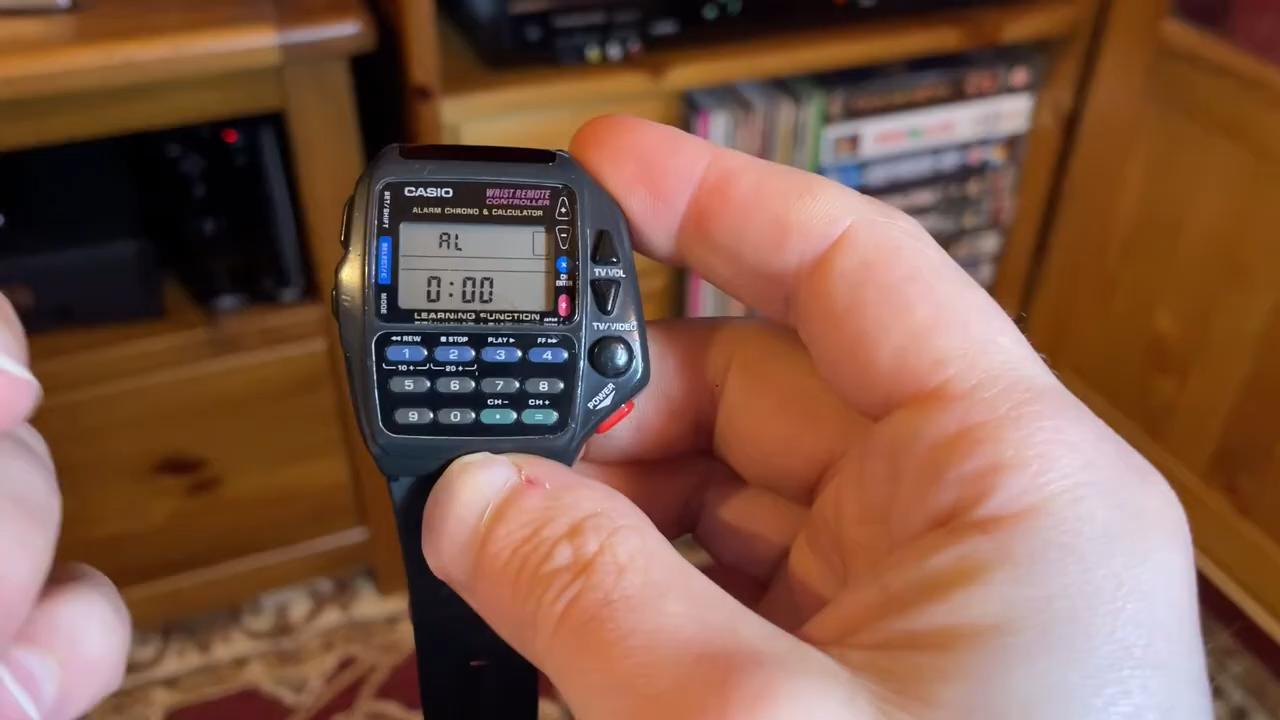 CASIO
WRIST REMOTE
CONTROLLER
ALARM CHRONO & CALCULATOR
SET/SHIFT
SELECT/C
MODE
AL
0:00
+
−
×
CH
ENTER
+
TV VOL
LEARNING FUNCTION
TV/VIDEO
◀◀ REW
■ STOP
PLAY ▶
FF ▶▶
1 2 3 4
10+ 20+
5 6 7 8
CH− CH+
9 0 • =
POWER